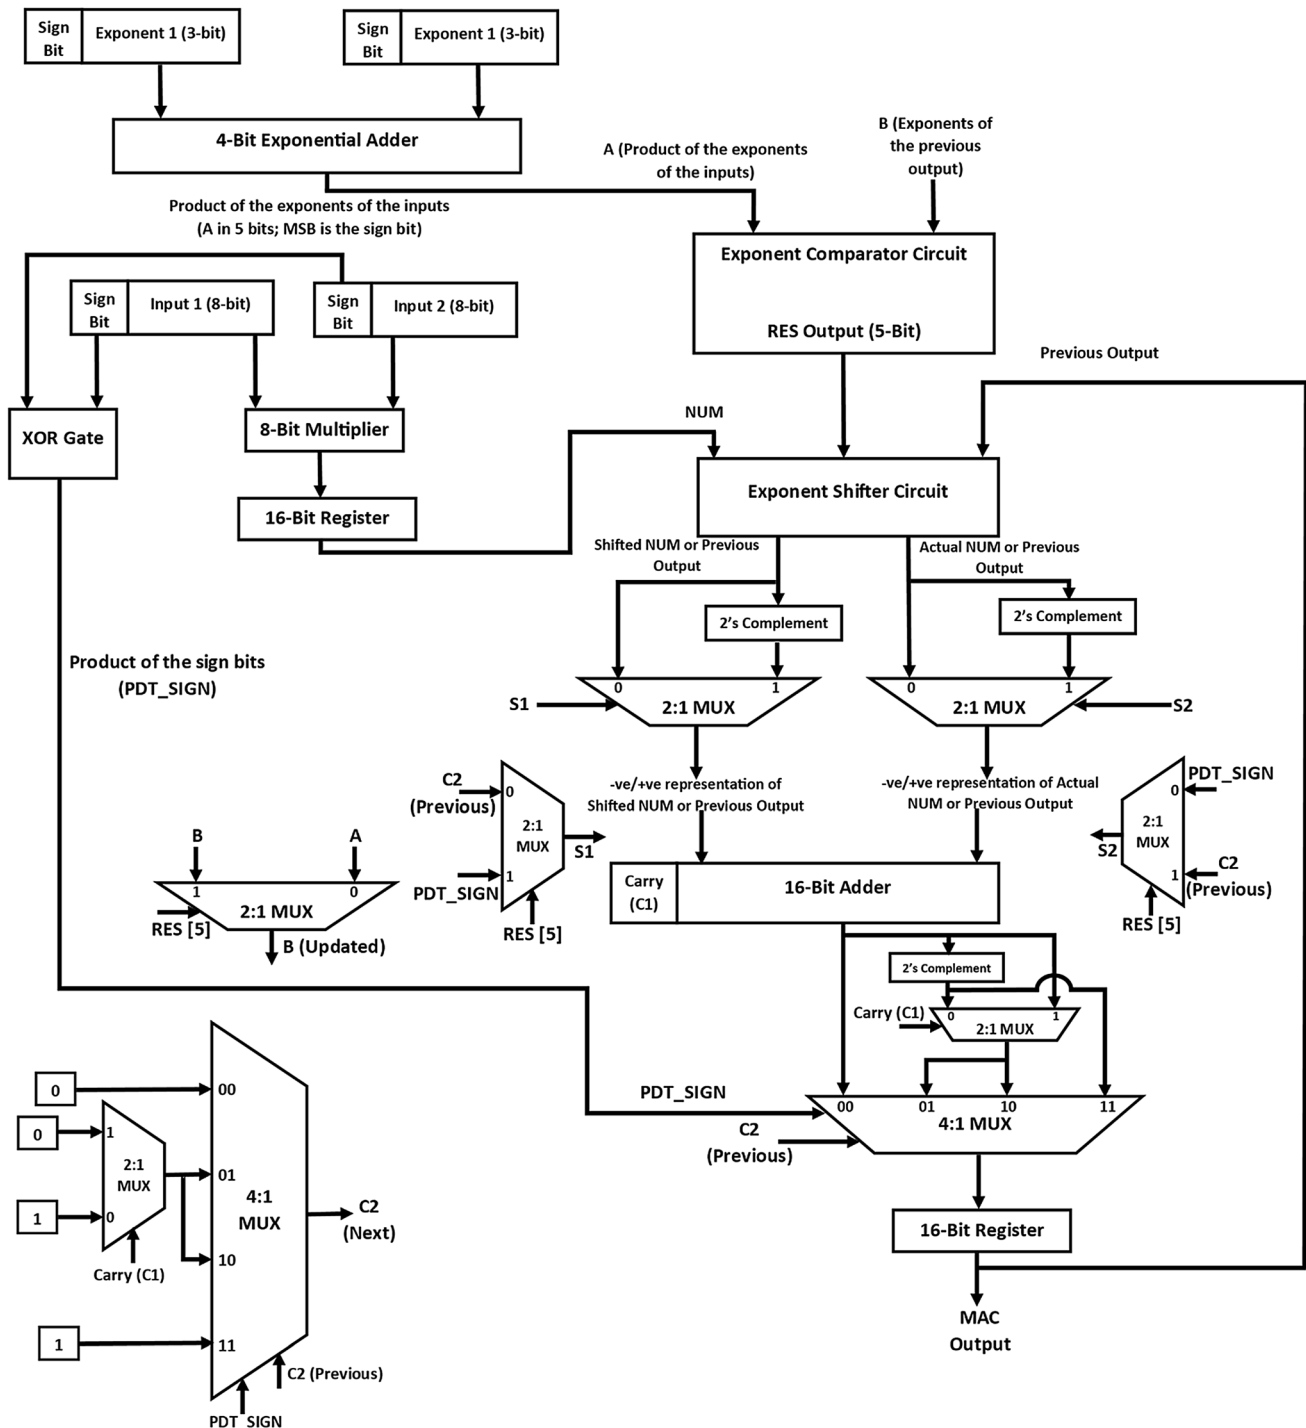 Sign
Bit
Exponent 1 (3-bit)
Sign
Bit
Exponent 1 (3-bit)
4-Bit Exponential Adder
A (Product of the exponents
of the inputs)
B (Exponents of
the previous
output)
Product of the exponents of the inputs
(A in 5 bits; MSB is the sign bit)
Exponent Comparator Circuit
RES Output (5-Bit)
Sign
Bit
Input 1 (8-bit)
Sign
Bit
Input 2 (8-bit)
Previous Output
XOR Gate
8-Bit Multiplier
NUM
16-Bit Register
Exponent Shifter Circuit
Shifted NUM or Previous
Output
Actual NUM or Previous
Output
2's Complement
2's Complement
Product of the sign bits
(PDT_SIGN)
0
1
2:1 MUX
S1
0
1
2:1 MUX
S2
-ve/+ve representation of
Shifted NUM or Previous Output
-ve/+ve representation of Actual
NUM or Previous Output
C2
(Previous)
0
2:1
MUX
S1
PDT_SIGN
1
RES [5]
PDT_SIGN
0
2:1
MUX
S2
1
C2
(Previous)
RES [5]
B
A
1
0
2:1 MUX
RES [5]
B (Updated)
Carry
(C1)
16-Bit Adder
2's Complement
Carry (C1)
0
1
2:1 MUX
PDT_SIGN
C2
(Previous)
00
01
10
11
4:1 MUX
16-Bit Register
MAC
Output
0
00
0
1
2:1
MUX
01
1
0
Carry (C1)
4:1
MUX
10
1
11
C2
(Next)
C2 (Previous)
PDT_SIGN